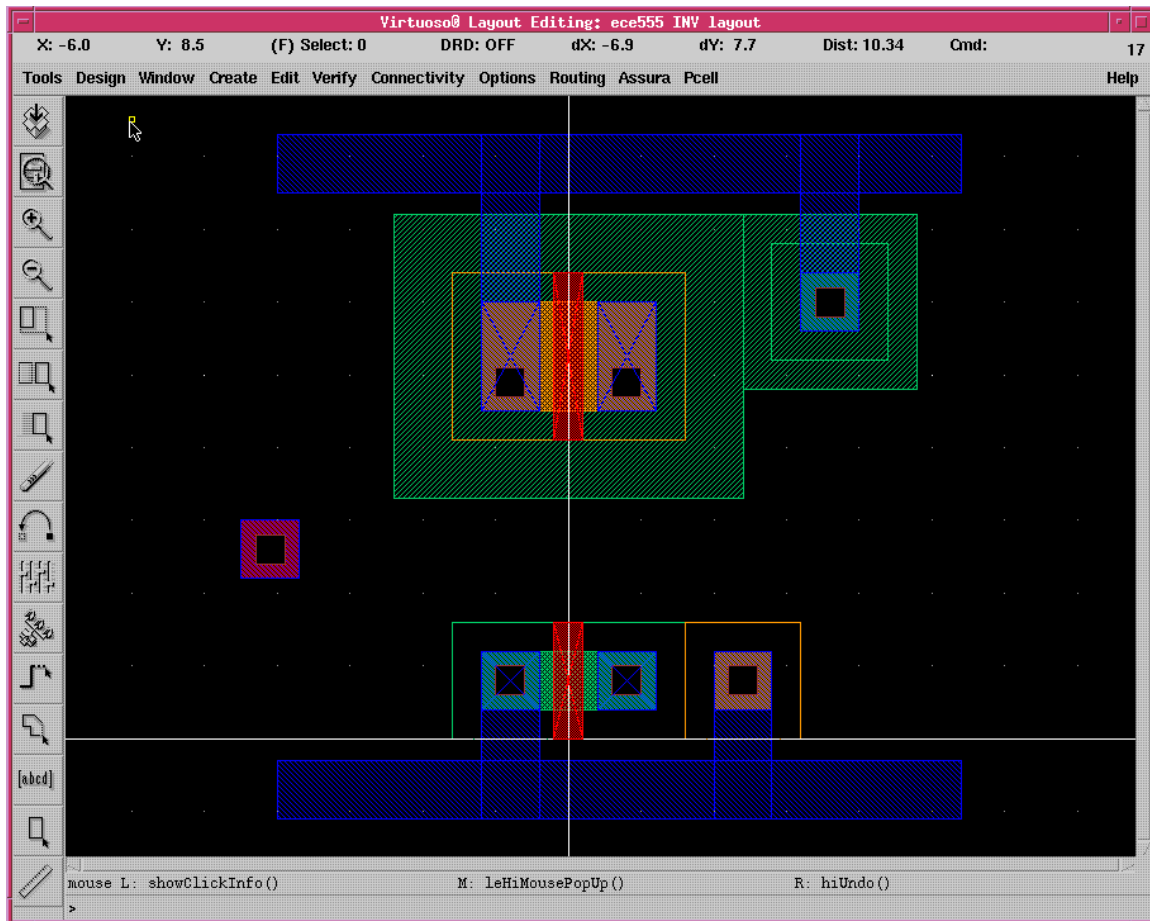 Virtuoso@ Layout Editing: ece555 INV layout
X: -6.0 Y: 8.5 (F) Select: 0 DRD: OFF dX: -6.9 dY: 7.7 Dist: 10.34 Cmd: 17
Tools Design Window Create Edit Verify Connectivity Options Routing Assura Pcell Help
[abcd]
mouse L: showClickInfo() M: leHiMousePopUp() R: hiUndo()
>